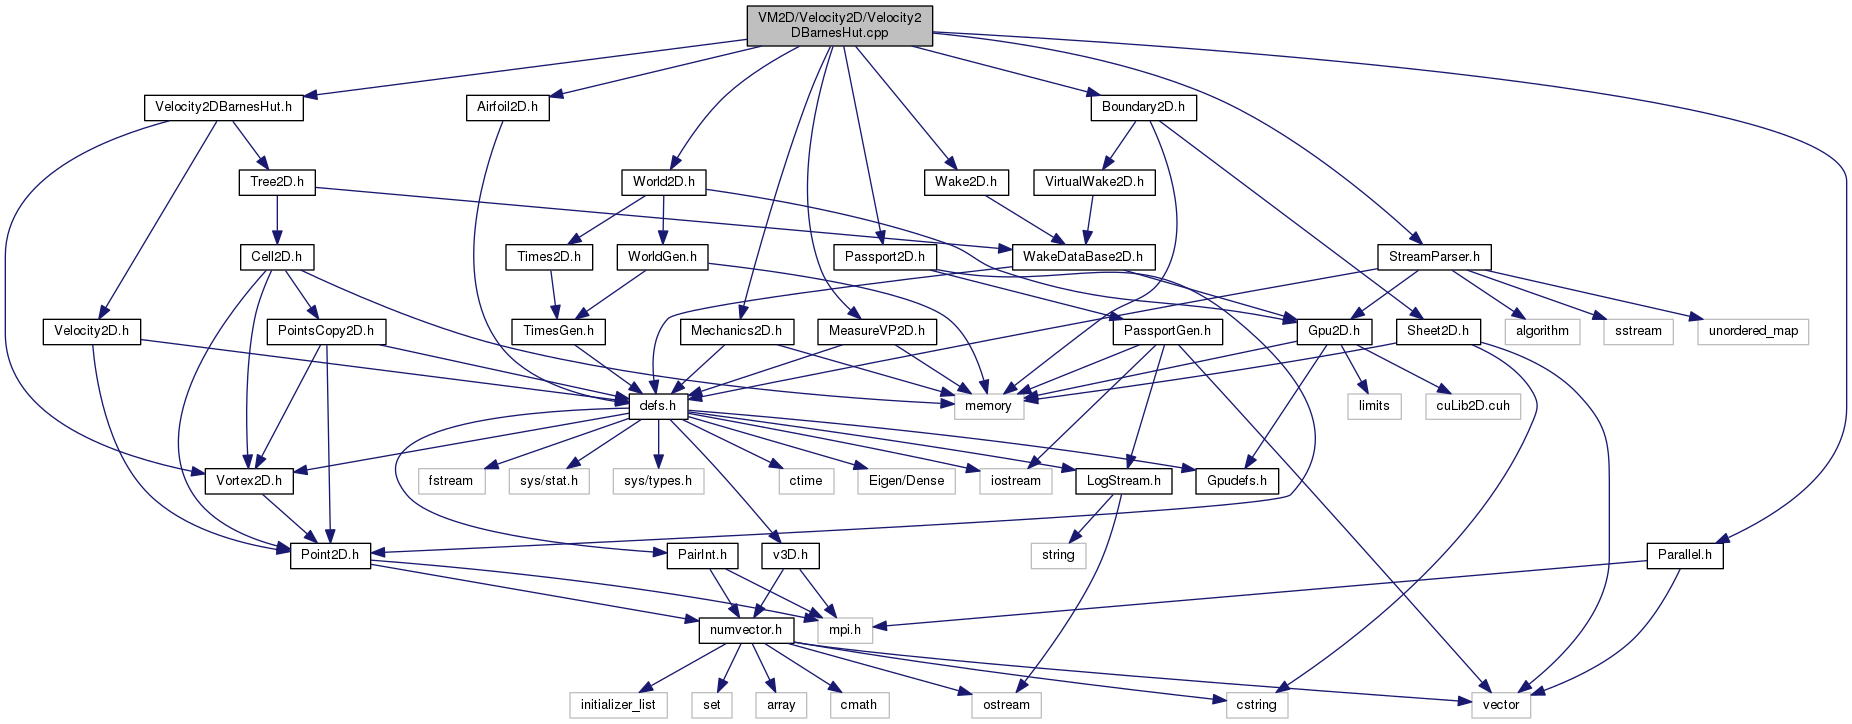 VM2D/Velocity2D/Velocity2
DBarnesHut.cpp
Velocity2DBarnesHut.h
Airfoil2D.h
Boundary2D.h
Tree2D.h
World2D.h
Wake2D.h
VirtualWake2D.h
Cell2D.h
Times2D.h
WorldGen.h
Passport2D.h
WakeDataBase2D.h
StreamParser.h
Velocity2D.h
PointsCopy2D.h
TimesGen.h
Mechanics2D.h
MeasureVP2D.h
PassportGen.h
Gpu2D.h
Sheet2D.h
algorithm
sstream
unordered_map
defs.h
memory
limits
cuLib2D.cuh
Vortex2D.h
fstream
sys/stat.h
sys/types.h
ctime
Eigen/Dense
iostream
LogStream.h
Gpudefs.h
Point2D.h
PairInt.h
v3D.h
string
Parallel.h
numvector.h
mpi.h
initializer_list
set
array
cmath
ostream
cstring
vector